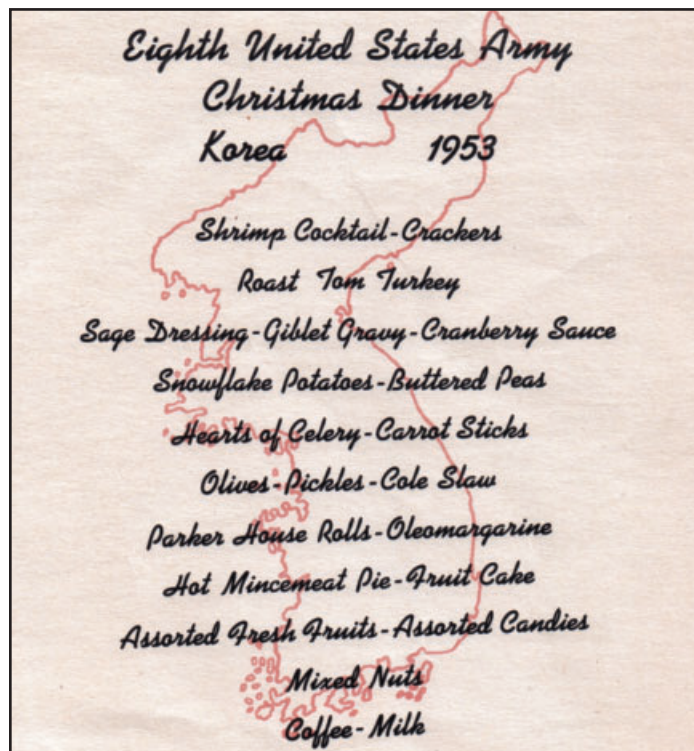 Eighth United States Army
Christmas Dinner
Korea 1953
Shrimp Cocktail-Crackers
Roast Tom Turkey
Sage Dressing-Giblet Gravy-Cranberry Sauce
Snowflake Potatoes-Buttered Peas
Hearts of Celery-Carrot Sticks
Olives-Pickles-Cole Slaw
Parker House Rolls-Oleomargarine
Hot Mincemeat Pie-Fruit Cake
Assorted Fresh Fruits-Assorted Candies
Mixed Nuts
Coffee-Milk